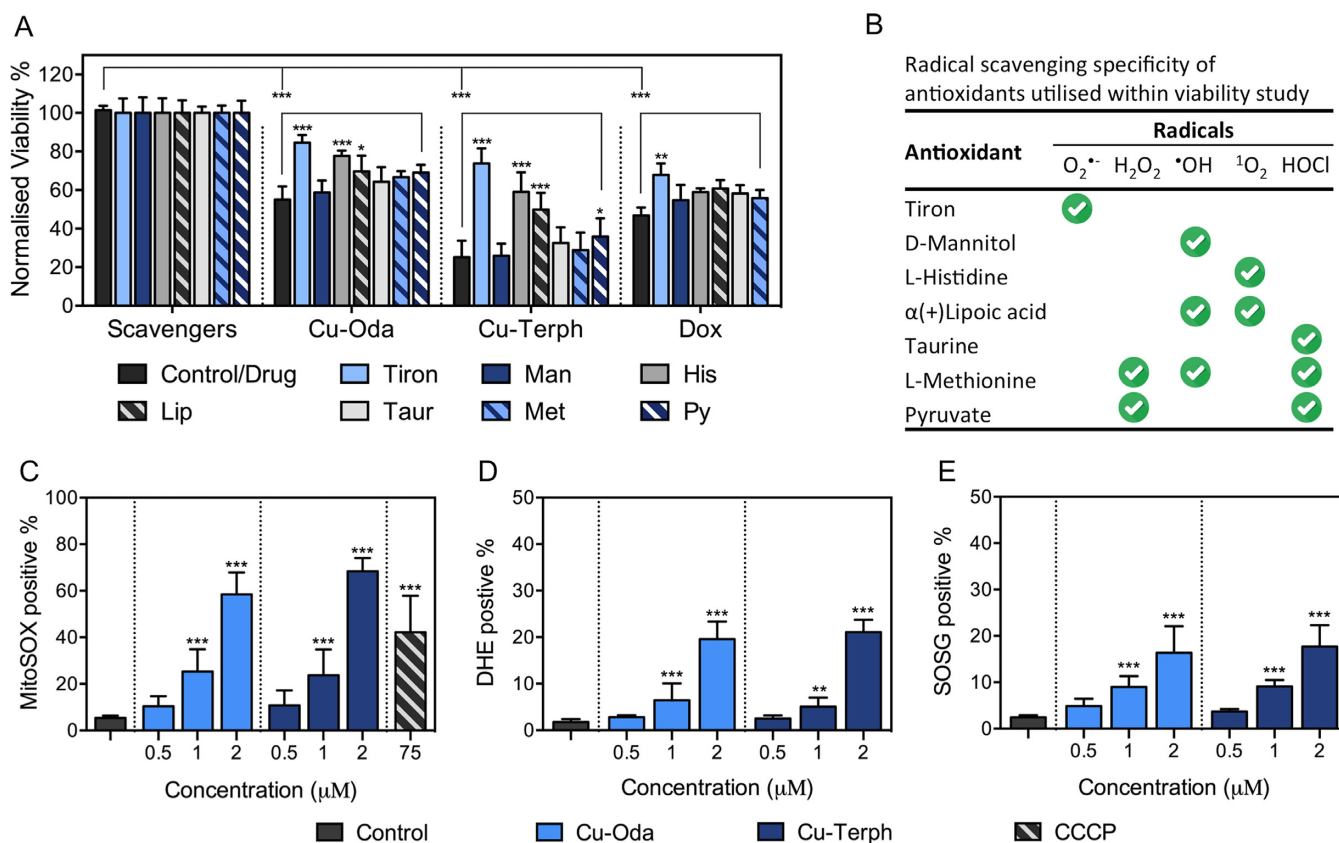 A
Normalised Viability %
120
100
80
60
40
20
0
***
***
***
***
***
*
***
***
***
*
**
Scavengers
Cu-Oda
Cu-Terph
Dox
Control/Drug
Tiron
Man
His
Lip
Taur
Met
Py
B
Radical scavenging specificity of
antioxidants utilised within viability study
Radicals
Antioxidant
O₂•⁻ H₂O₂ •OH ¹O₂ HOCl
Tiron
D-Mannitol
L-Histidine
α(+)Lipoic acid
Taurine
L-Methionine
Pyruvate
C
MitoSOX positive %
100
80
60
40
20
0
***
***
***
***
***
0.5 1 2 0.5 1 2 75
Concentration (μM)
D
DHE postive %
50
40
30
20
10
0
***
***
**
***
0.5 1 2 0.5 1 2
Concentration (μM)
E
SOSG positive %
50
40
30
20
10
0
***
***
***
***
0.5 1 2 0.5 1 2
Concentration (μM)
Control
Cu-Oda
Cu-Terph
CCCP